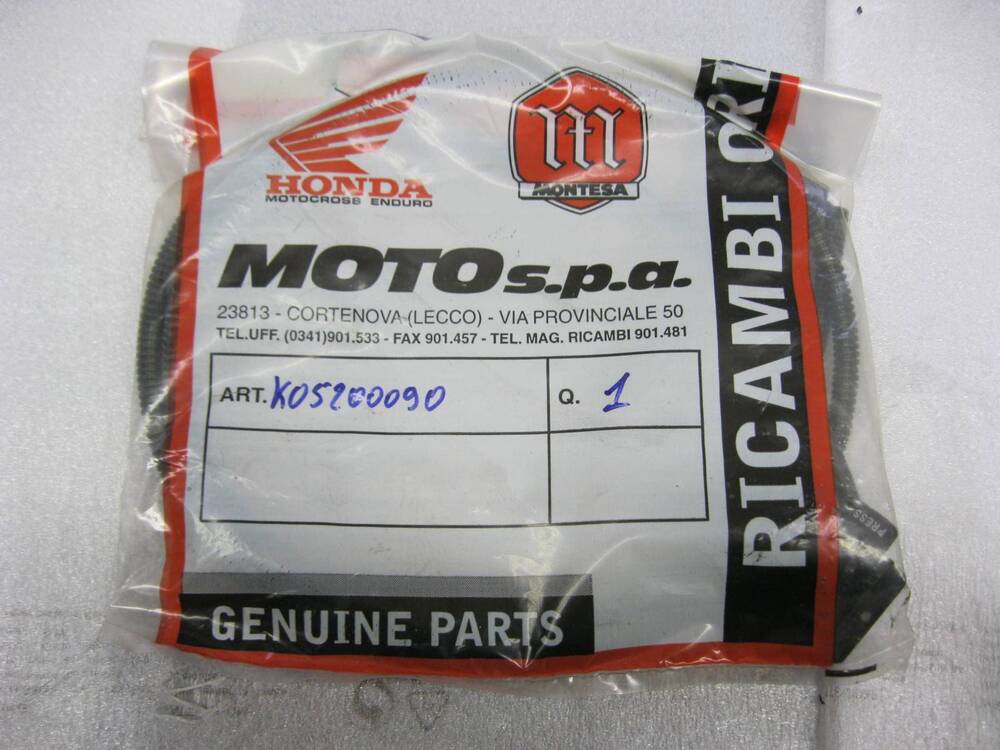 HONDA
MOTOCROSS ENDURO
M
MONTESA
MOTO s.p.a.
23813 - CORTENOVA (LECCO) - VIA PROVINCIALE 50
TEL.UFF. (0341)901.533 - FAX 901.457 - TEL. MAG. RICAMBI 901.481
ART. K05200090
Q. 1
GENUINE PARTS
RICAMBI ORI
PRESS